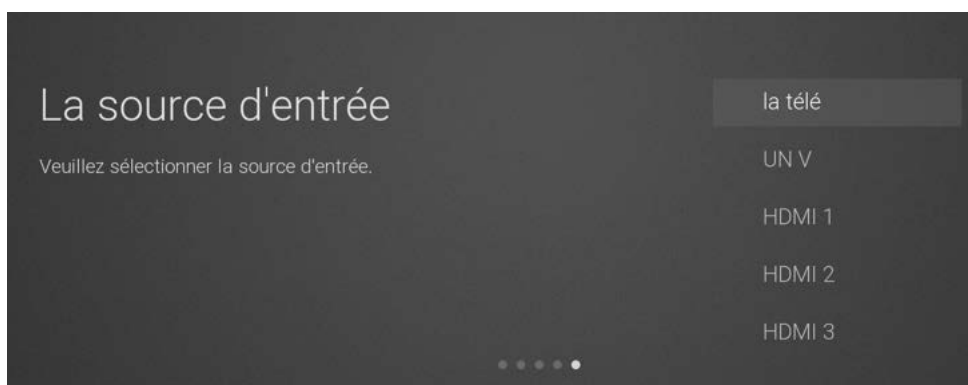 La source d'entrée
Veuillez sélectionner la source d'entrée.
la télé
UN V
HDMI 1
HDMI 2
HDMI 3